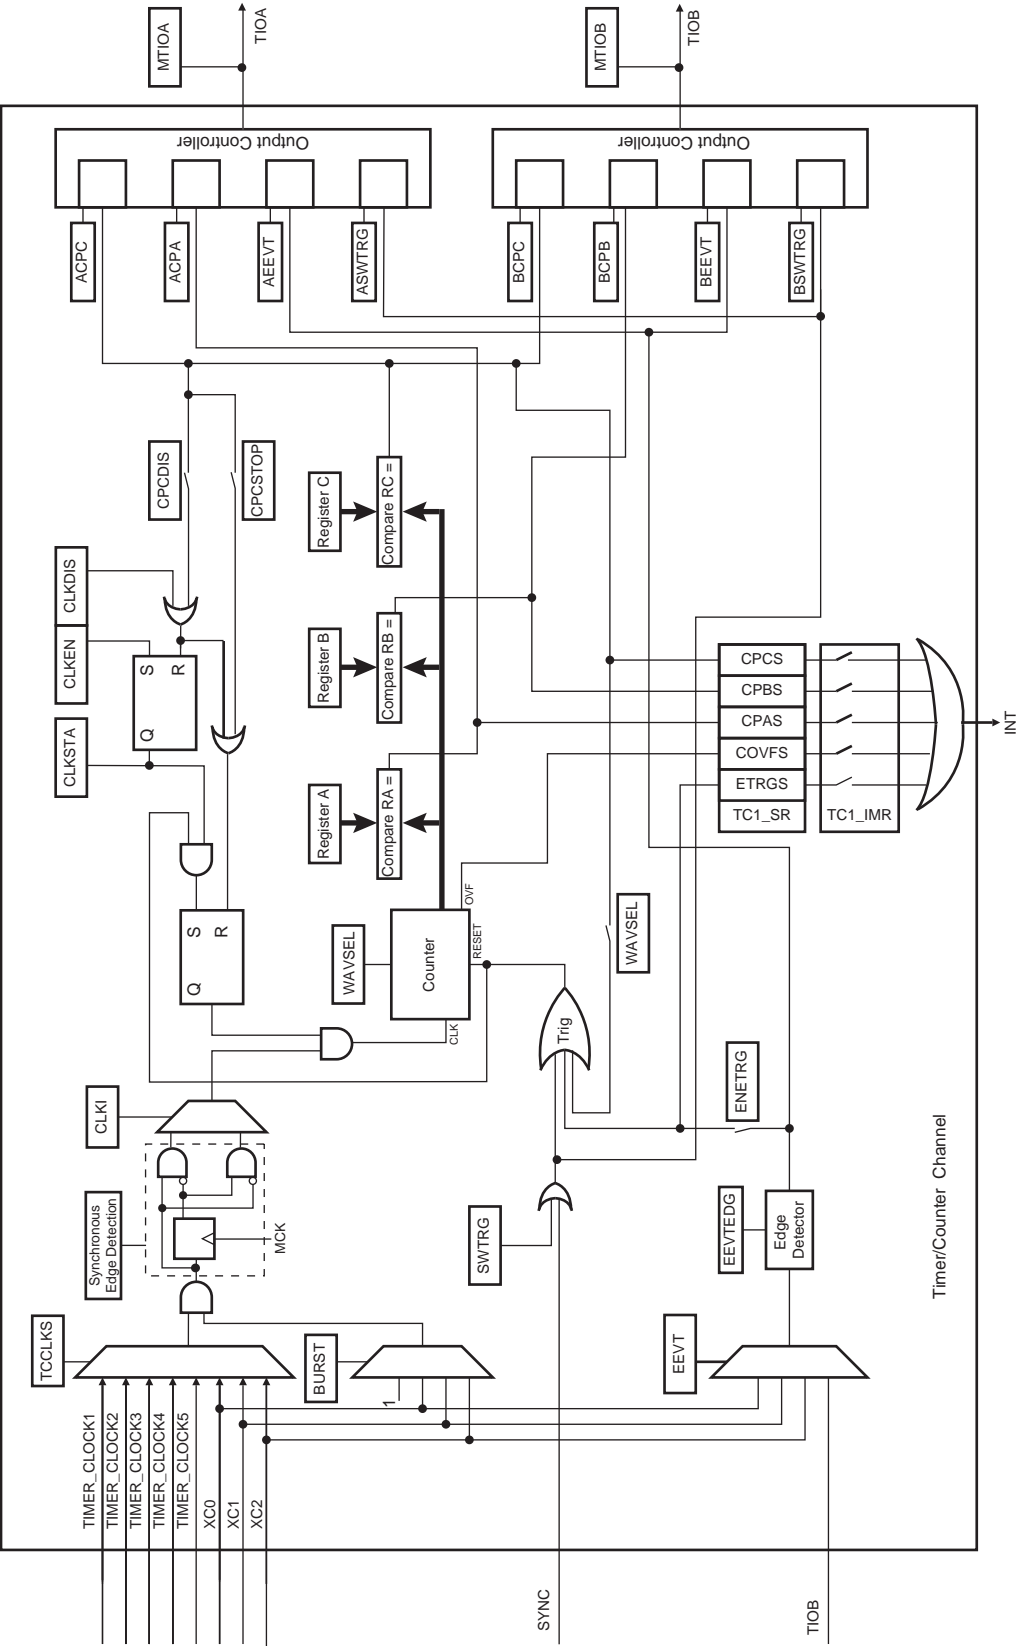 MTIOA
TIOA
MTIOB
TIOB
Output Controller
Output Controller
ACPC
ACPA
AEEVT
ASWTRG
BCPC
BCPB
BEEVT
BSWTRG
CPCDIS
CPCSTOP
CLKDIS
CLKEN
CLKSTA
S
R
Q
S
R
Q
Register C
Compare RC =
Register B
Compare RB =
Register A
Compare RA =
CPCS
CPBS
CPAS
COVFS
ETRGS
TC1_SR
TC1_IMR
INT
WAVSEL
Counter
OVF
RESET
CLK
WAVSEL
Trig
CLKI
ENETRG
Synchronous
Edge Detection
MCK
SWTRG
EEVTEDG
Edge
Detector
Timer/Counter Channel
TCCLKS
BURST
1
EEVT
TIMER_CLOCK1
TIMER_CLOCK2
TIMER_CLOCK3
TIMER_CLOCK4
TIMER_CLOCK5
XC0
XC1
XC2
SYNC
TIOB